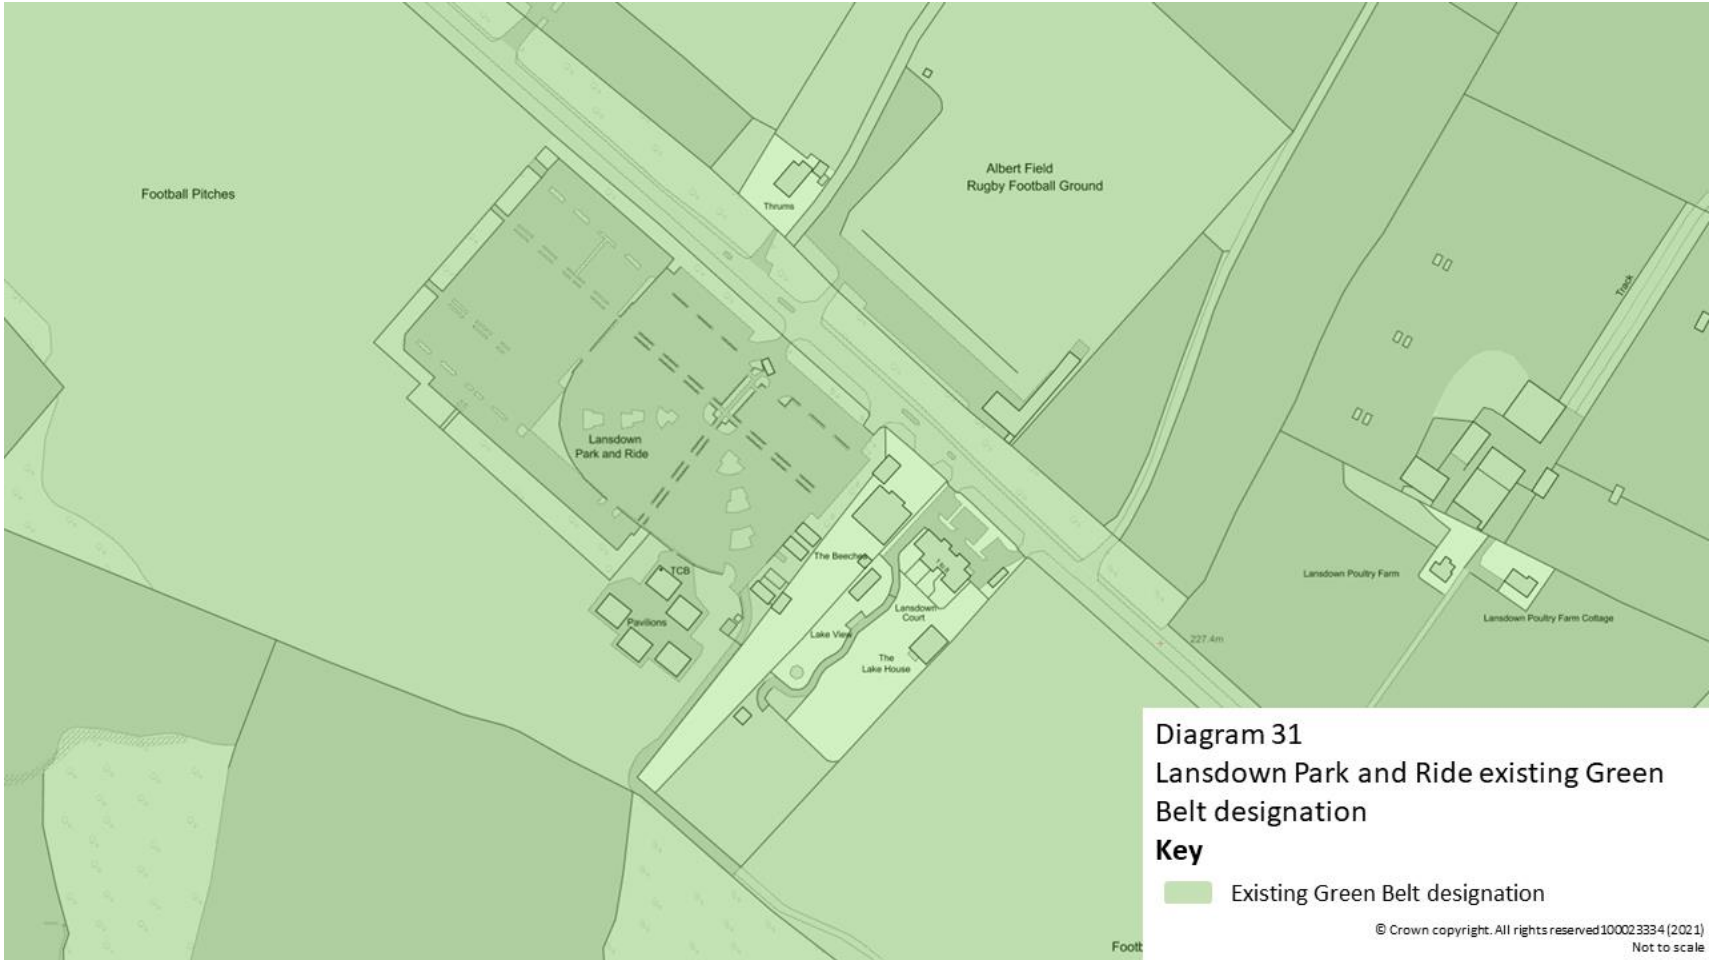 Football Pitches
Albert Field
Rugby Football Ground
Thrums
Track
Lansdown
Park and Ride
The Beeches
TCB
Pavilions
Lansdown
Court
Lake View
The
Lake House
Lansdown Poultry Farm
Lansdown Poultry Farm Cottage
227.4m
Footb
Diagram 31
Lansdown Park and Ride existing Green
Belt designation
Key
Existing Green Belt designation
© Crown copyright. All rights reserved100023334 (2021)
Not to scale